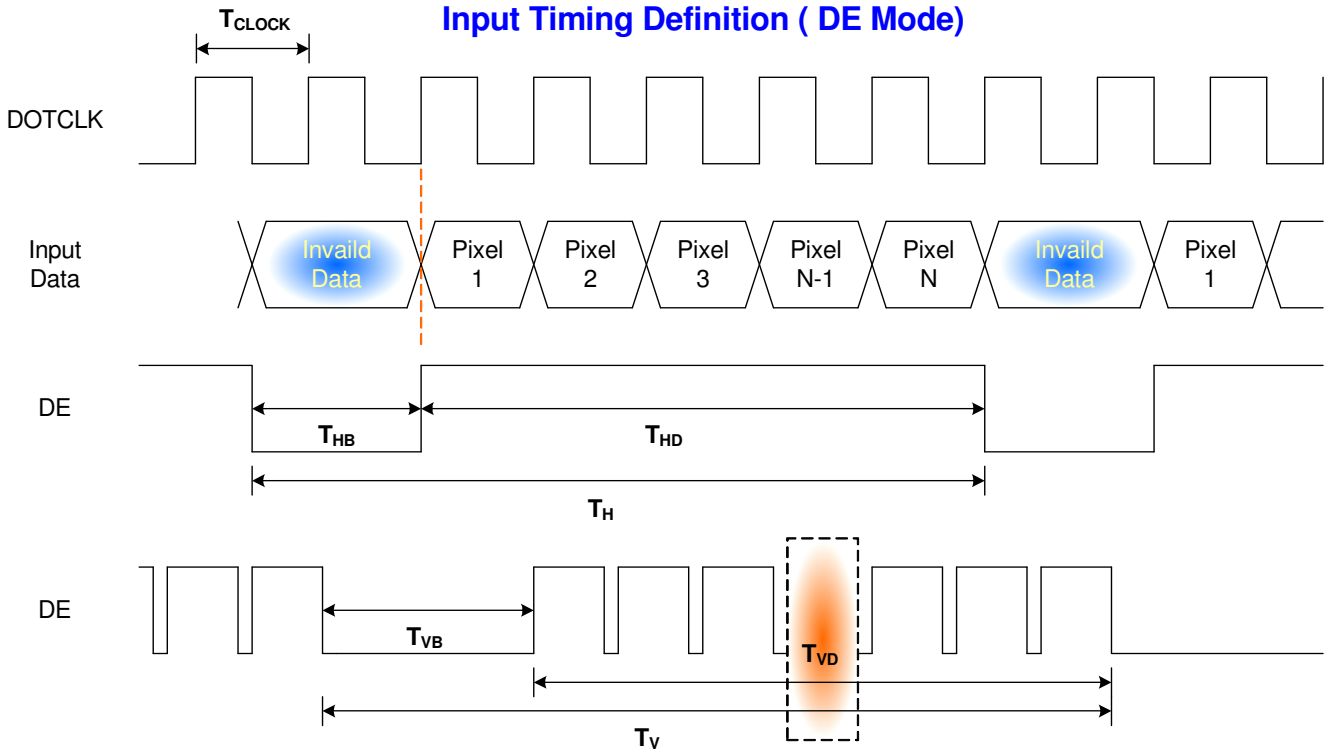 Input Timing Definition ( DE Mode)
TCLOCK
DOTCLK
Input
Data
Invaild
Data
Pixel
1
Pixel
2
Pixel
3
Pixel
N-1
Pixel
N
Invaild
Data
Pixel
1
DE
THB
THD
TH
DE
TVB
TVD
TV